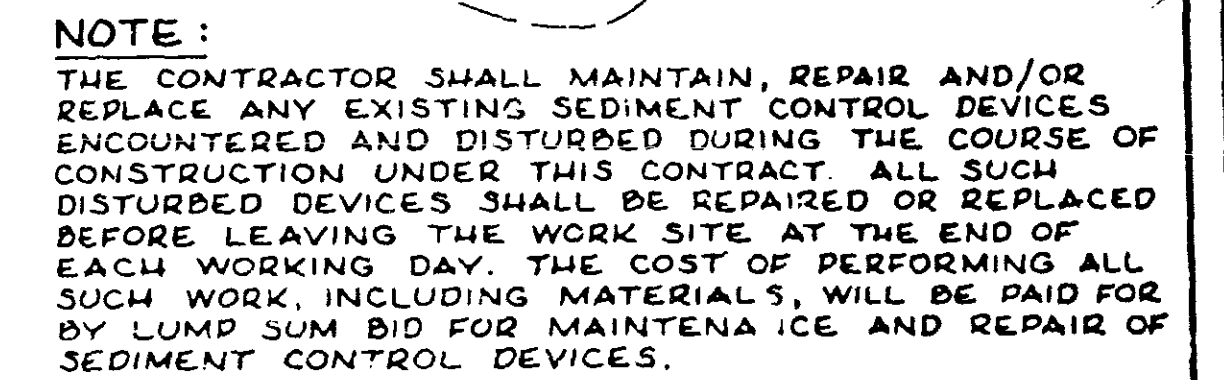 NOTE:
THE CONTRACTOR SHALL MAINTAIN, REPAIR AND/OR
REPLACE ANY EXISTING SEDIMENT CONTROL DEVICES
ENCOUNTERED AND DISTURBED DURING THE COURSE OF
CONSTRUCTION UNDER THIS CONTRACT. ALL SUCH
DISTURBED DEVICES SHALL BE REPAIRED OR REPLACED
BEFORE LEAVING THE WORK SITE AT THE END OF
EACH WORKING DAY. THE COST OF PERFORMING ALL
SUCH WORK, INCLUDING MATERIALS, WILL BE PAID FOR
BY LUMP SUM BID FOR MAINTENANCE AND REPAIR OF
SEDIMENT CONTROL DEVICES.